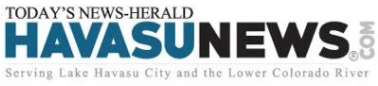 TODAY'S NEWS-HERALD
HAVASUNEWS.COM
Serving Lake Havasu City and the Lower Colorado River